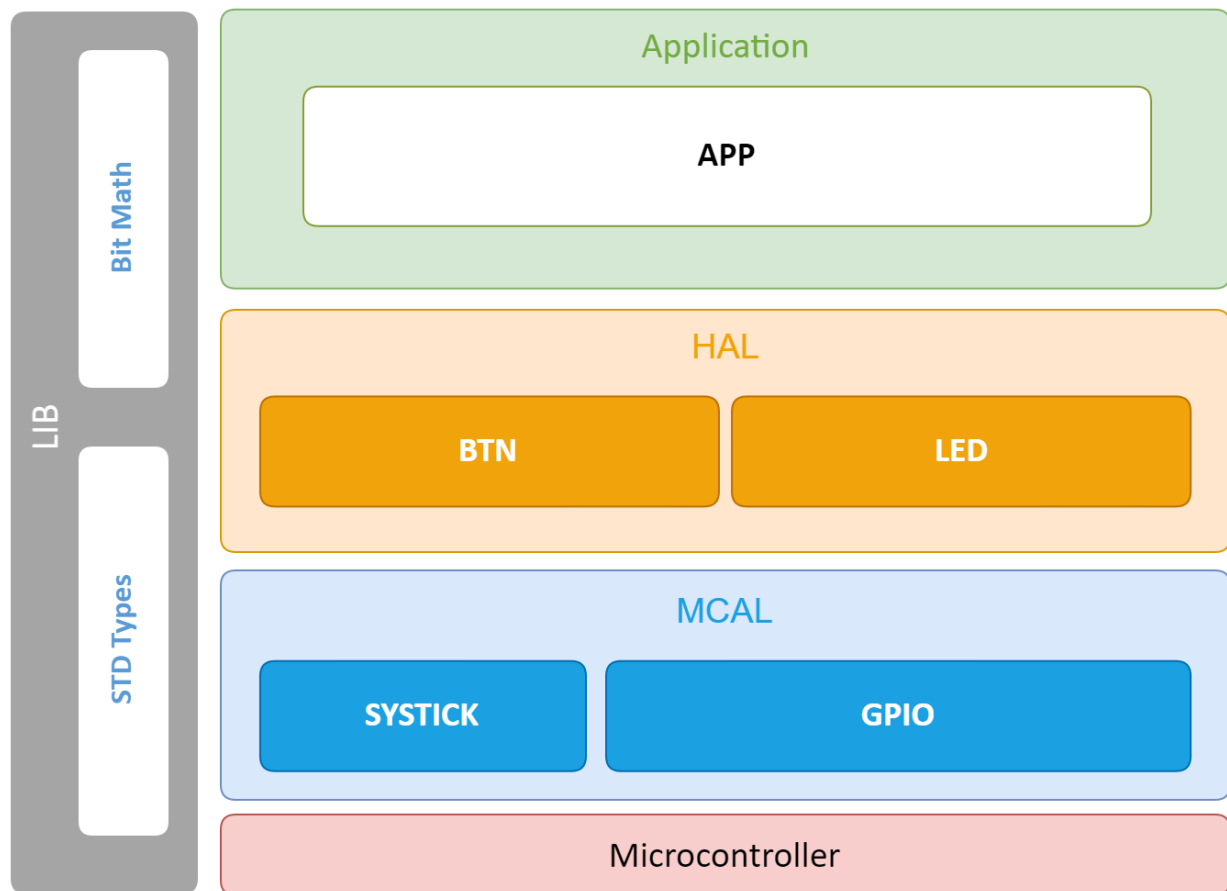 LIB
Bit Math
STD Types
Application
APP
HAL
BTN
LED
MCAL
SYSTICK
GPIO
Microcontroller